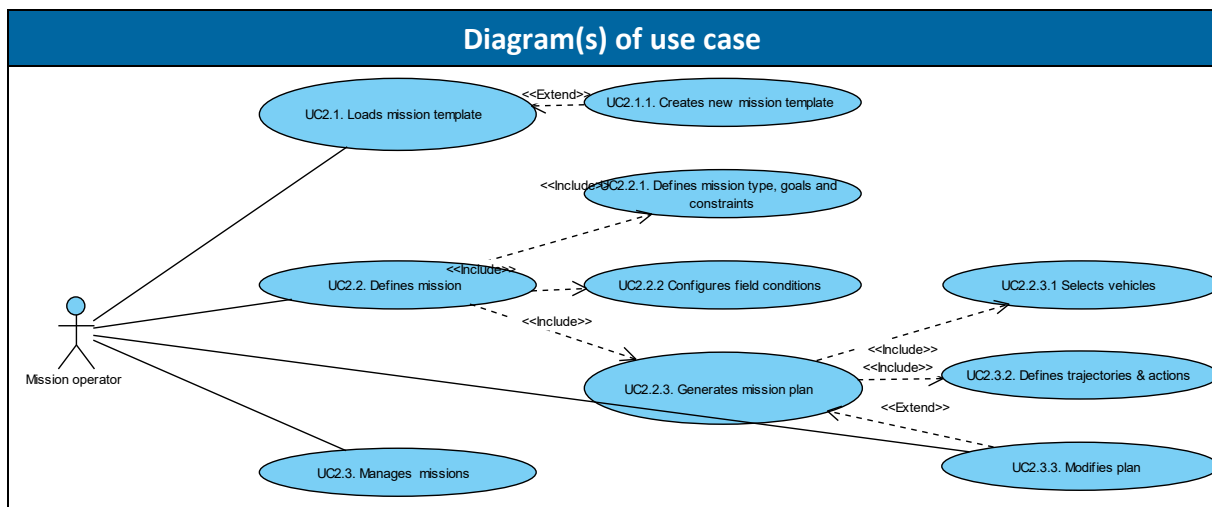 Diagram(s) of use case
<<Extend>>
UC2.1. Loads mission template
UC2.1.1. Creates new mission template
<<Include>>
UC2.2.1. Defines mission type, goals and
constraints
<<Include>>
UC2.2. Defines mission
UC2.2.2 Configures field conditions
UC2.2.3.1 Selects vehicles
<<Include>>
<<Include>>
<<Include>>
Mission operator
UC2.2.3. Generates mission plan
UC2.3.2. Defines trajectories & actions
<<Extend>>
UC2.3. Manages missions
UC2.3.3. Modifies plan